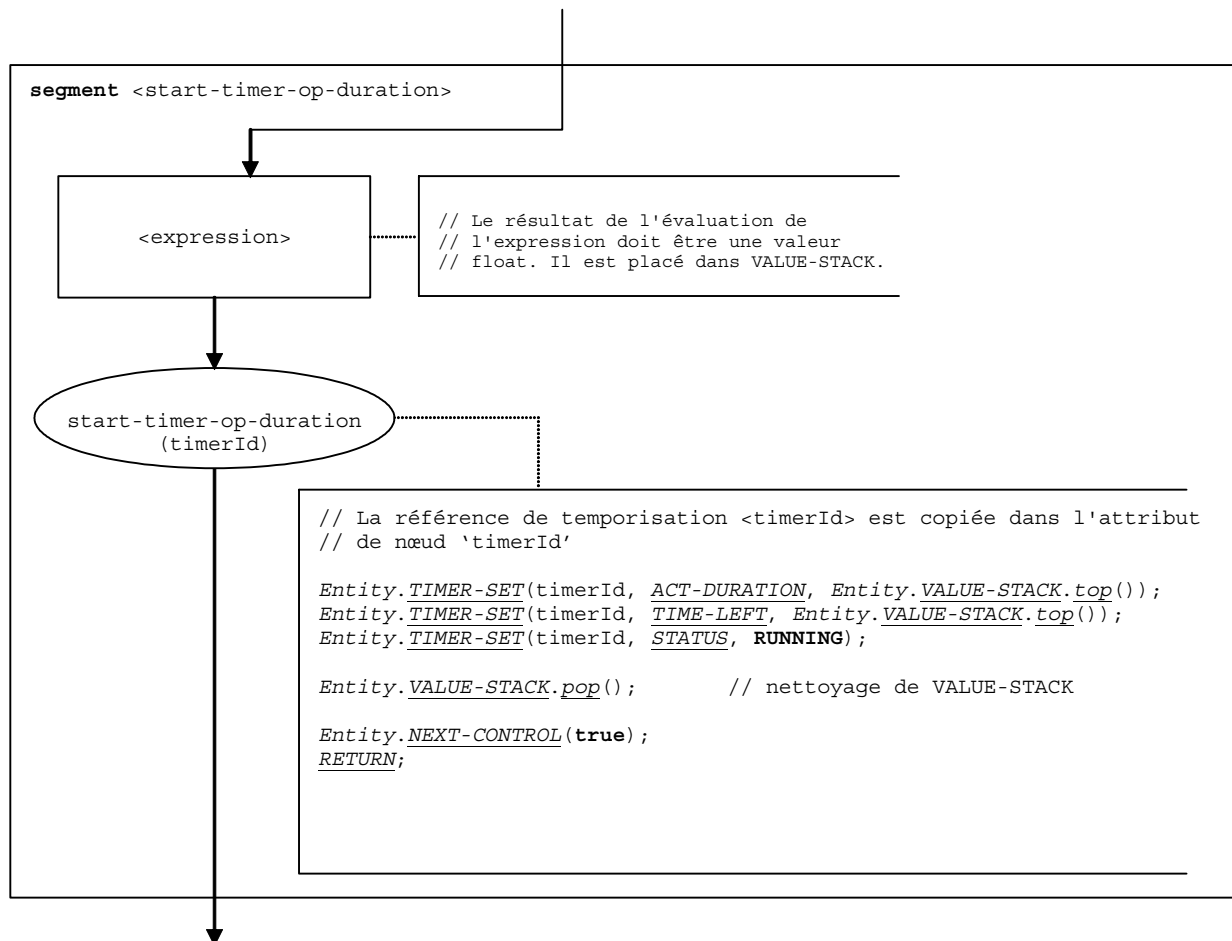 segment <start-timer-op-duration>
<expression>
// Le résultat de l'évaluation de
// l'expression doit être une valeur
// float. Il est placé dans VALUE-STACK.
start-timer-op-duration
(timerId)
// La référence de temporisation <timerId> est copiée dans l'attribut
// de nœud ‘timerId’
Entity.TIMER-SET(timerId, ACT-DURATION, Entity.VALUE-STACK.top());
Entity.TIMER-SET(timerId, TIME-LEFT, Entity.VALUE-STACK.top());
Entity.TIMER-SET(timerId, STATUS, RUNNING);
Entity.VALUE-STACK.pop(); // nettoyage de VALUE-STACK
Entity.NEXT-CONTROL(true);
RETURN;